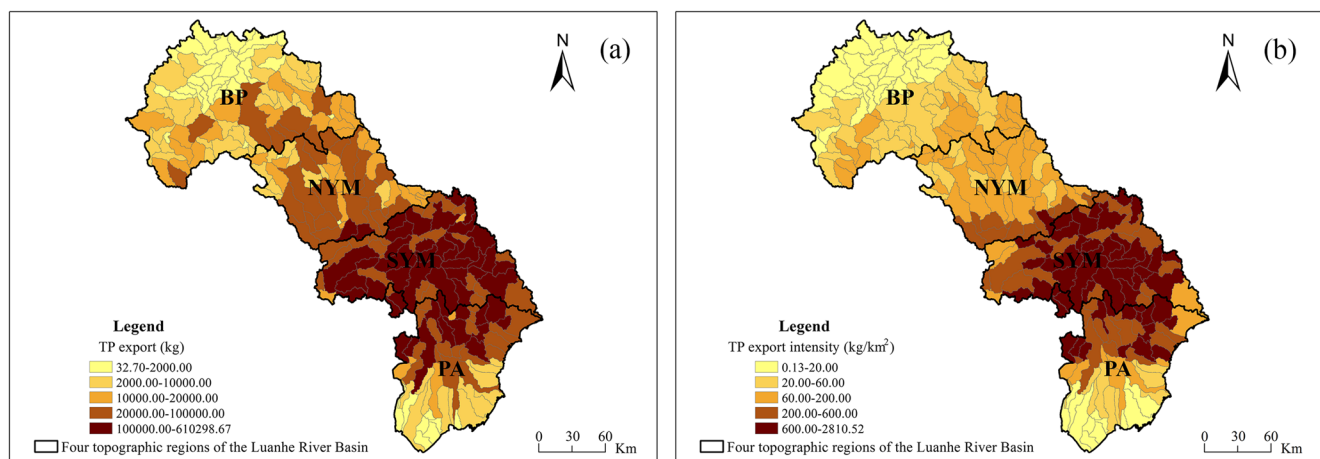 N
(a)
BP
NYM
SYM
PA
Legend
TP export (kg)
32.70-2000.00
2000.00-10000.00
10000.00-20000.00
20000.00-100000.00
100000.00-610298.67
Four topographic regions of the Luanhe River Basin
0 30 60
Km
N
(b)
BP
NYM
SYM
PA
Legend
TP export intensity (kg/km²)
0.13-20.00
20.00-60.00
60.00-200.00
200.00-600.00
600.00-2810.52
Four topographic regions of the Luanhe River Basin
0 30 60
Km